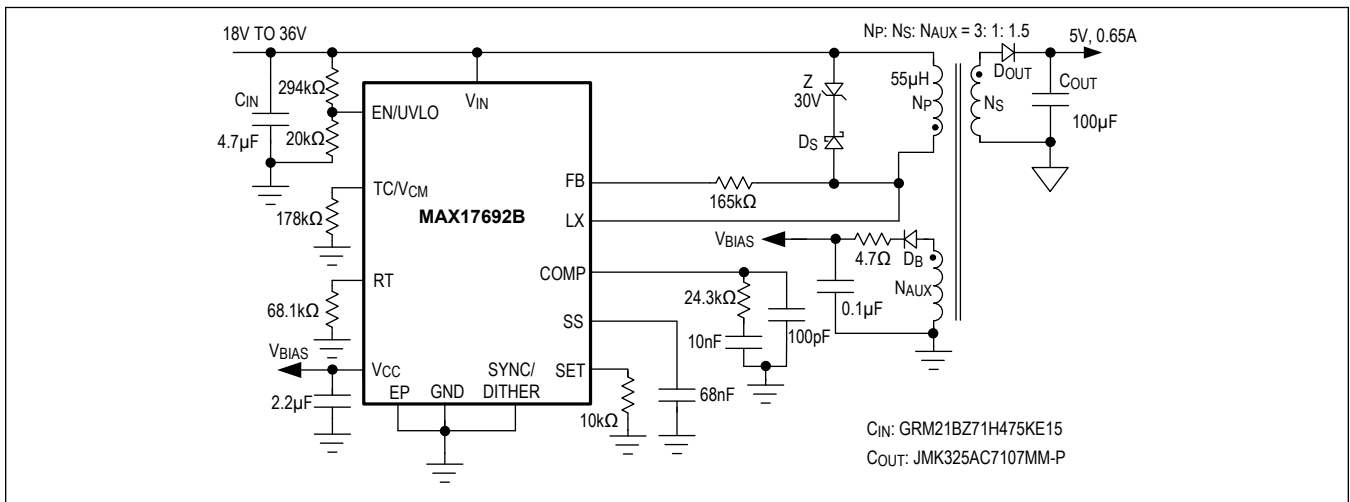 18V TO 36V
NP: NS: NAUX = 3: 1: 1.5
5V, 0.65A
CIN
4.7µF
294kΩ
20kΩ
VIN
EN/UVLO
Z
30V
DS
55µH
NP
NS
DOUT
COUT
100µF
TC/VCM
178kΩ
MAX17692B
FB
165kΩ
LX
RT
68.1kΩ
VBIAS
4.7Ω
DB
NAUX
0.1µF
COMP
24.3kΩ
10nF
100pF
SS
68nF
VBIAS
VCC
2.2µF
EP
GND
SYNC/
DITHER
SET
10kΩ
CIN: GRM21BZ71H475KE15
COUT: JMK325AC7107MM-P